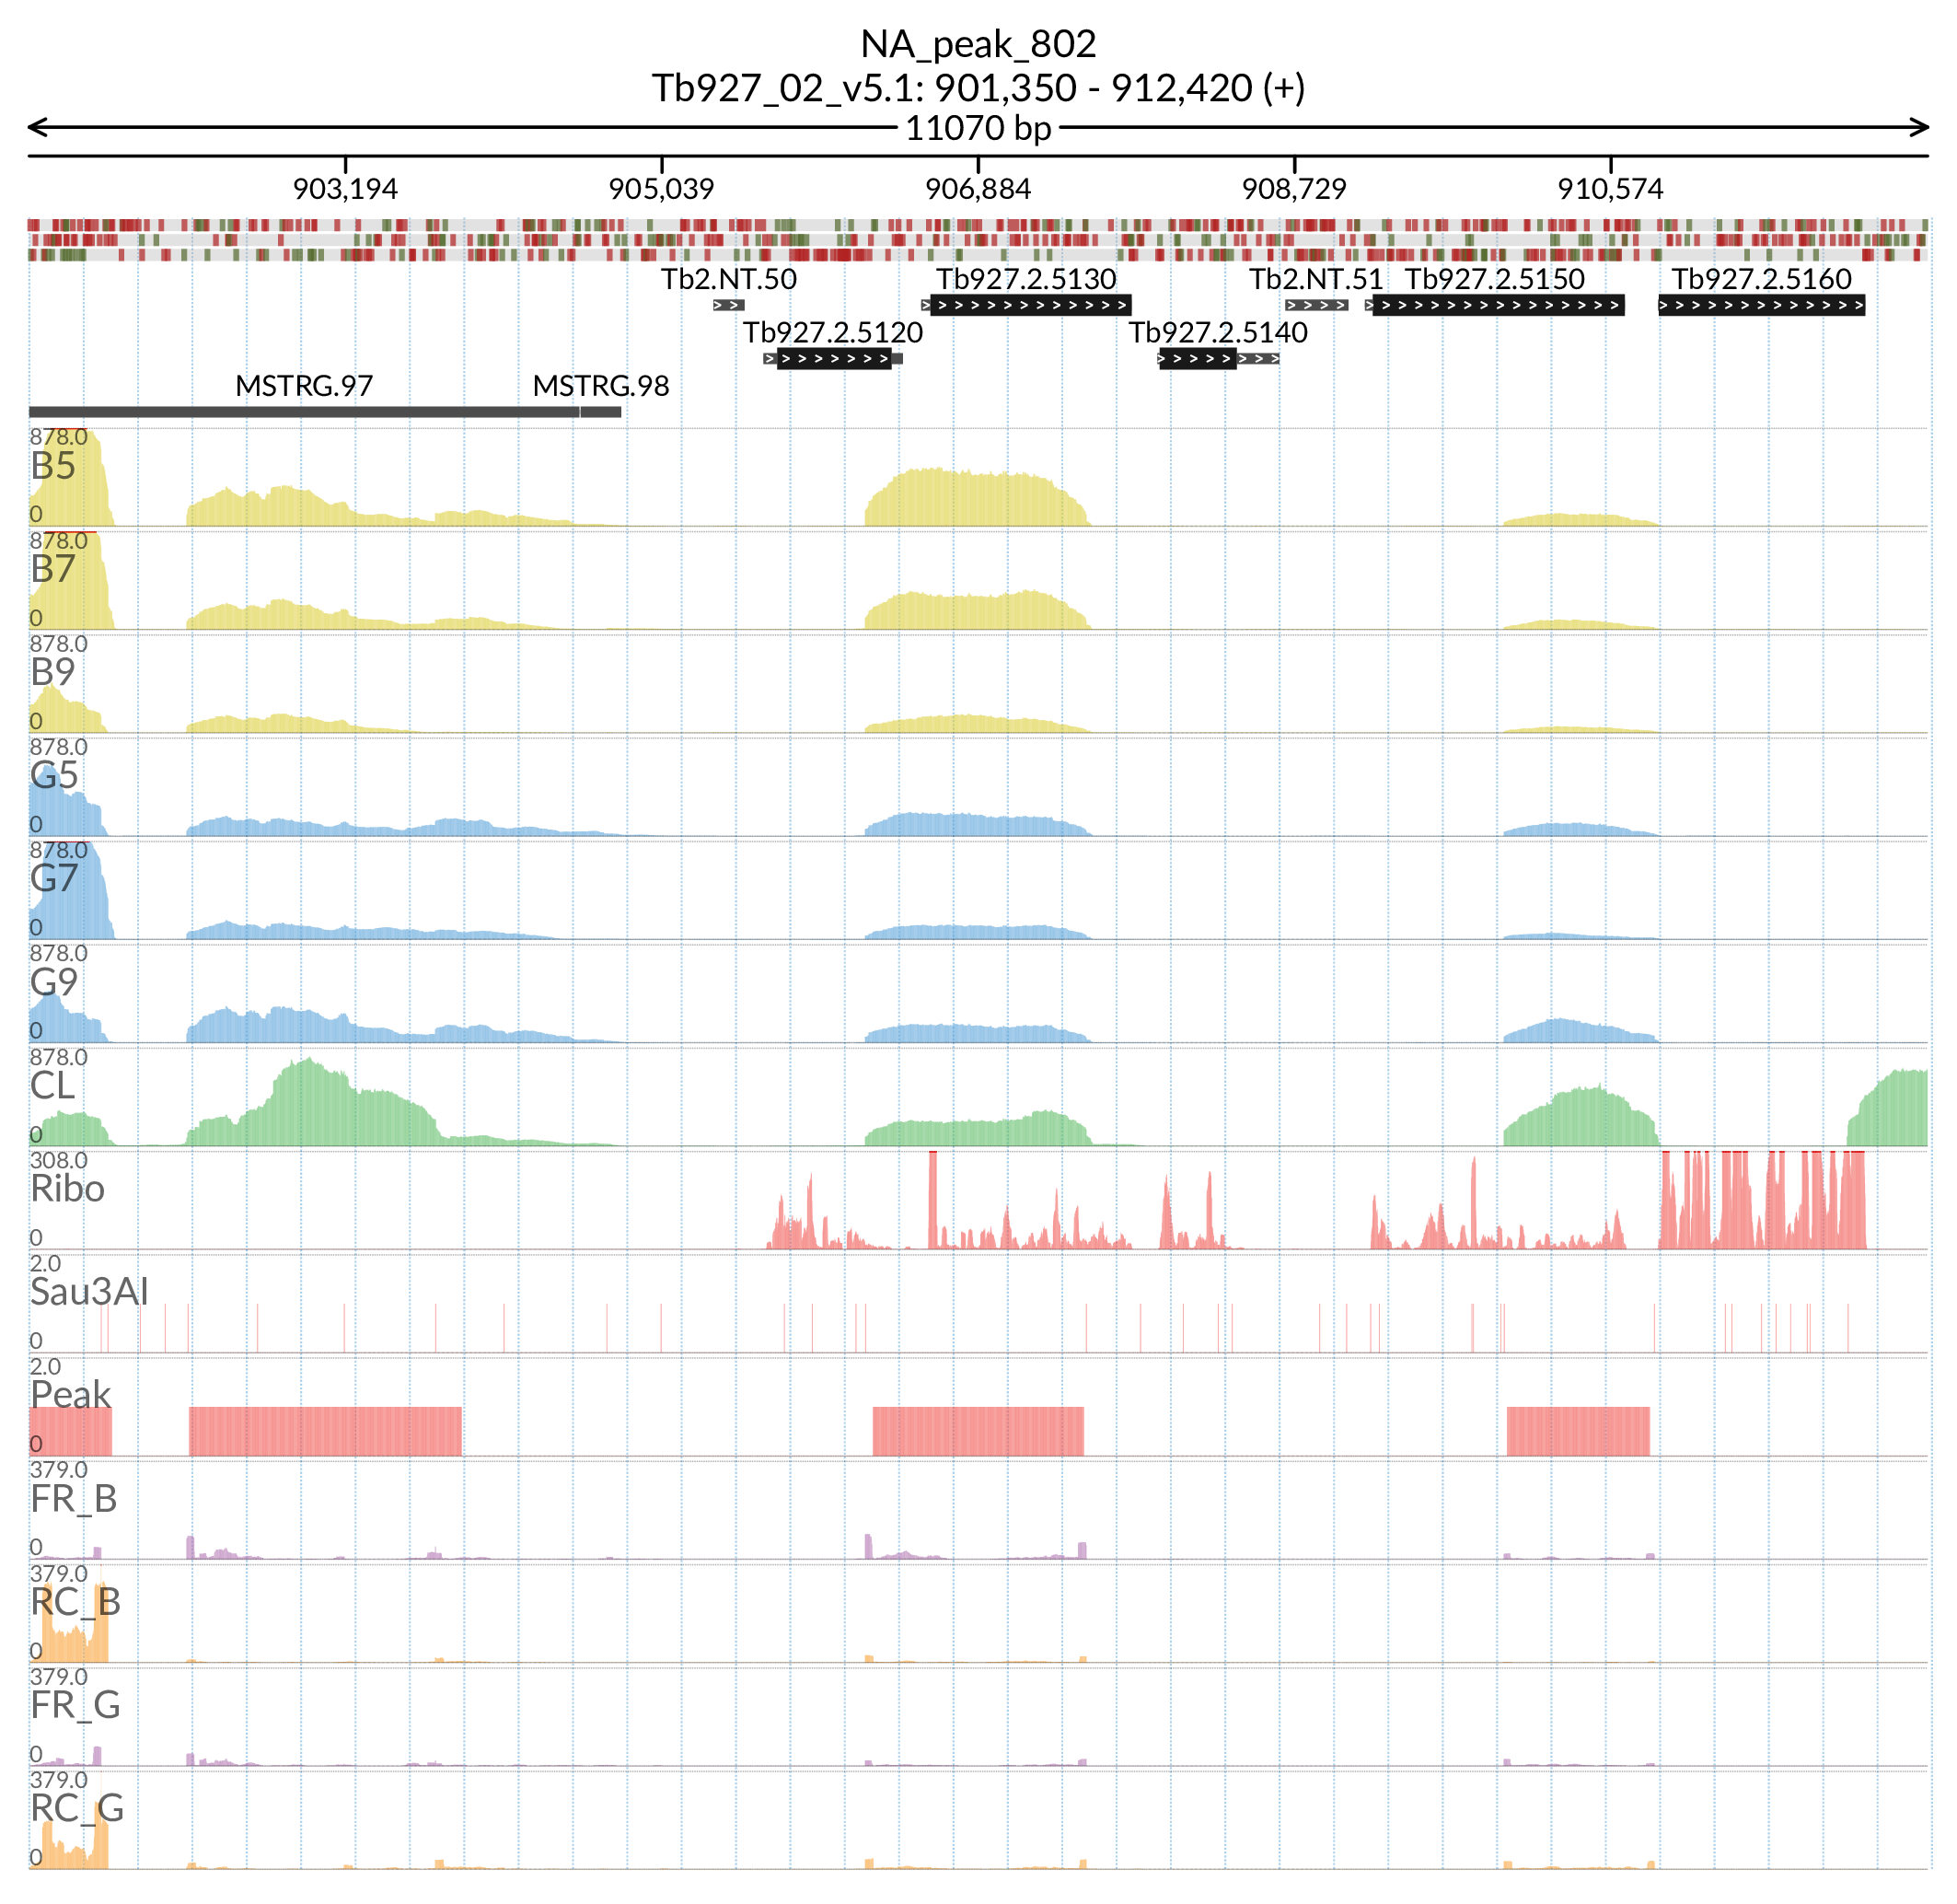 NA_peak_802
Tb927_02_v5.1: 901,350 - 912,420 (+)
11070 bp
903,194 905,039 906,884 908,729 910,574
Tb2.NT.50 Tb927.2.5130 Tb2.NT.51 Tb927.2.5150 Tb927.2.5160
Tb927.2.5120 Tb927.2.5140
MSTRG.97 MSTRG.98
878.0
B5
0
878.0
B7
0
878.0
B9
0
878.0
G5
0
878.0
G7
0
878.0
G9
0
878.0
CL
0
308.0
Ribo
0
2.0
Sau3AI
0
2.0
Peak
0
379.0
FR_B
0
379.0
RC_B
0
379.0
FR_G
0
379.0
RC_G
0